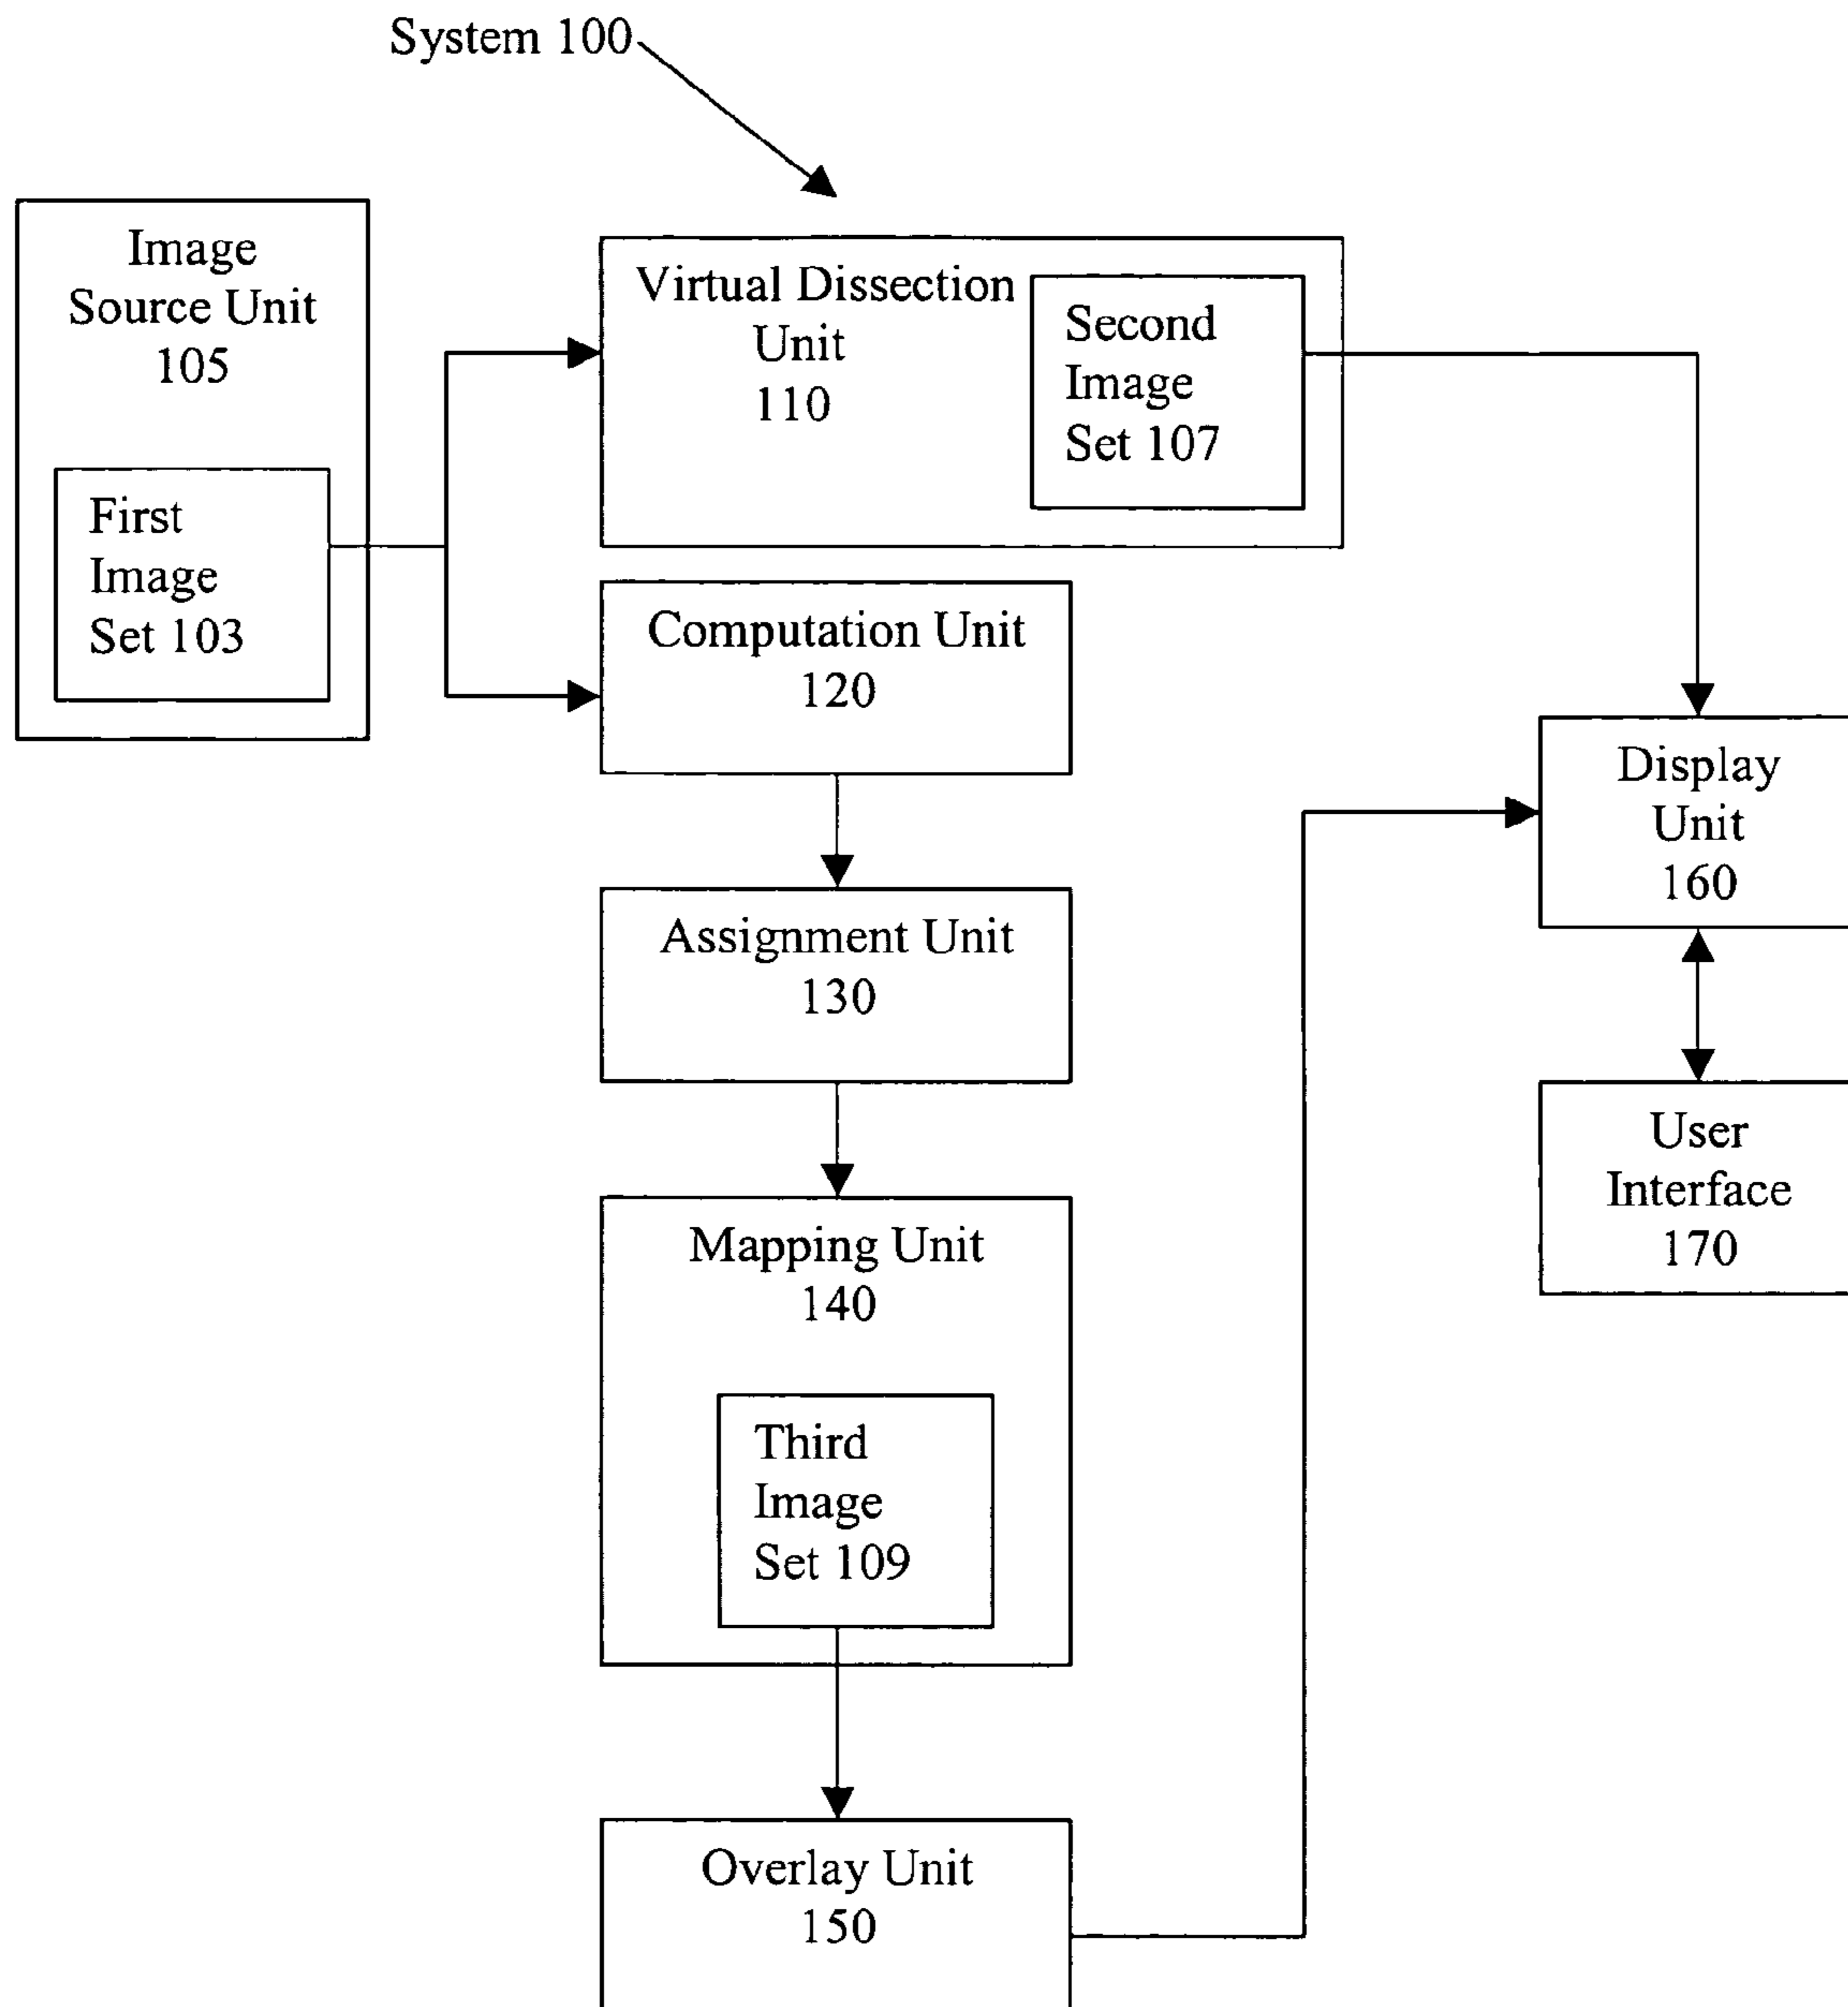 System 100
Image
Source Unit
105
First
Image
Set 103
Virtual Dissection
Unit
110
Second
Image
Set 107
Computation Unit
120
Assignment Unit
130
Mapping Unit
140
Third
Image
Set 109
Overlay Unit
150
Display
Unit
160
User
Interface
170